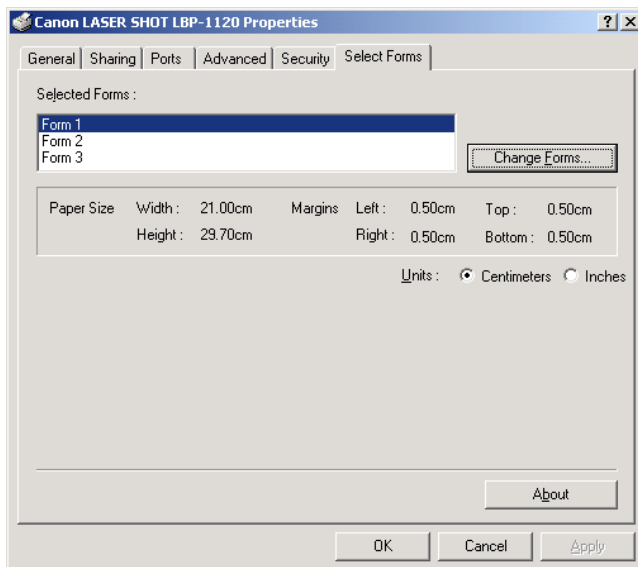 Canon LASER SHOT LBP-1120 Properties
General Sharing Ports Advanced Security Select Forms
Selected Forms :
Form 1
Form 2
Form 3
Change Forms...
Paper Size Width : 21.00cm Margins Left : 0.50cm Top : 0.50cm
Height : 29.70cm Right : 0.50cm Bottom : 0.50cm
Units : Centimeters Inches
About
OK Cancel Apply